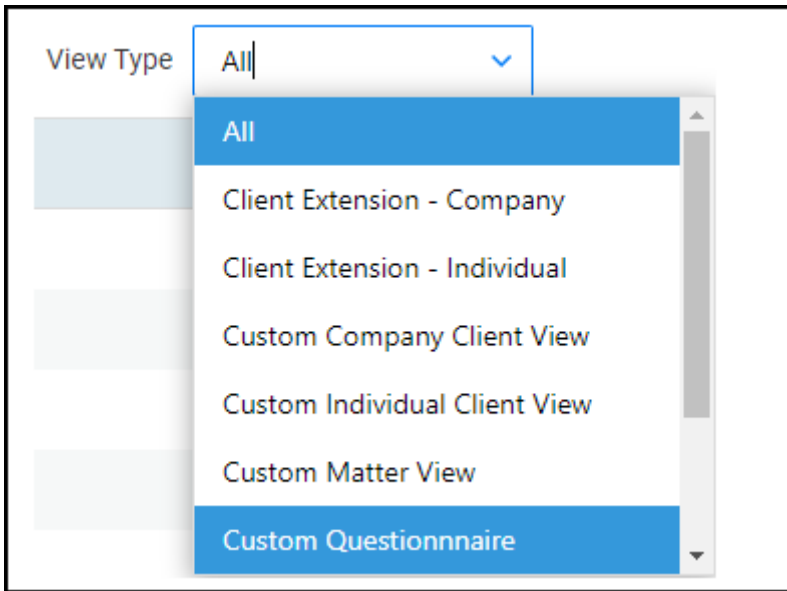 View Type All
All
Client Extension - Company
Client Extension - Individual
Custom Company Client View
Custom Individual Client View
Custom Matter View
Custom Questionnnaire